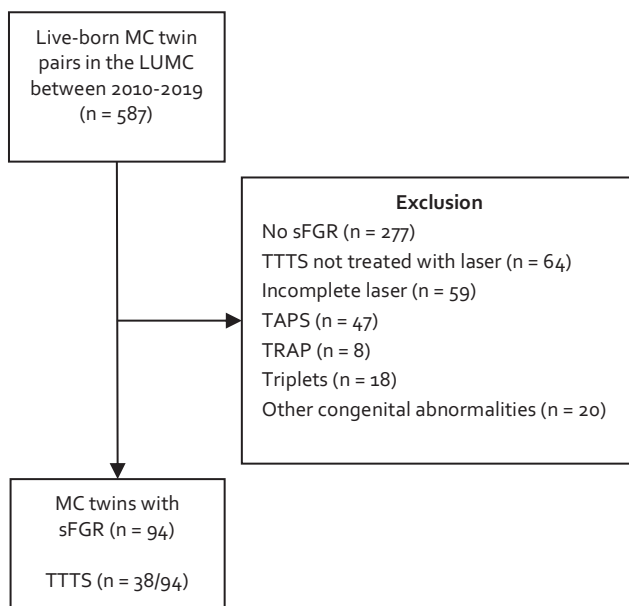 Live-born MC twin
pairs in the LUMC
between 2010-2019
(n = 587)
Exclusion
No sFGR (n = 277)
TTTS not treated with laser (n = 64)
Incomplete laser (n = 59)
TAPS (n = 47)
TRAP (n = 8)
Triplets (n = 18)
Other congenital abnormalities (n = 20)
MC twins with
sFGR (n = 94)
TTTS (n = 38/94)